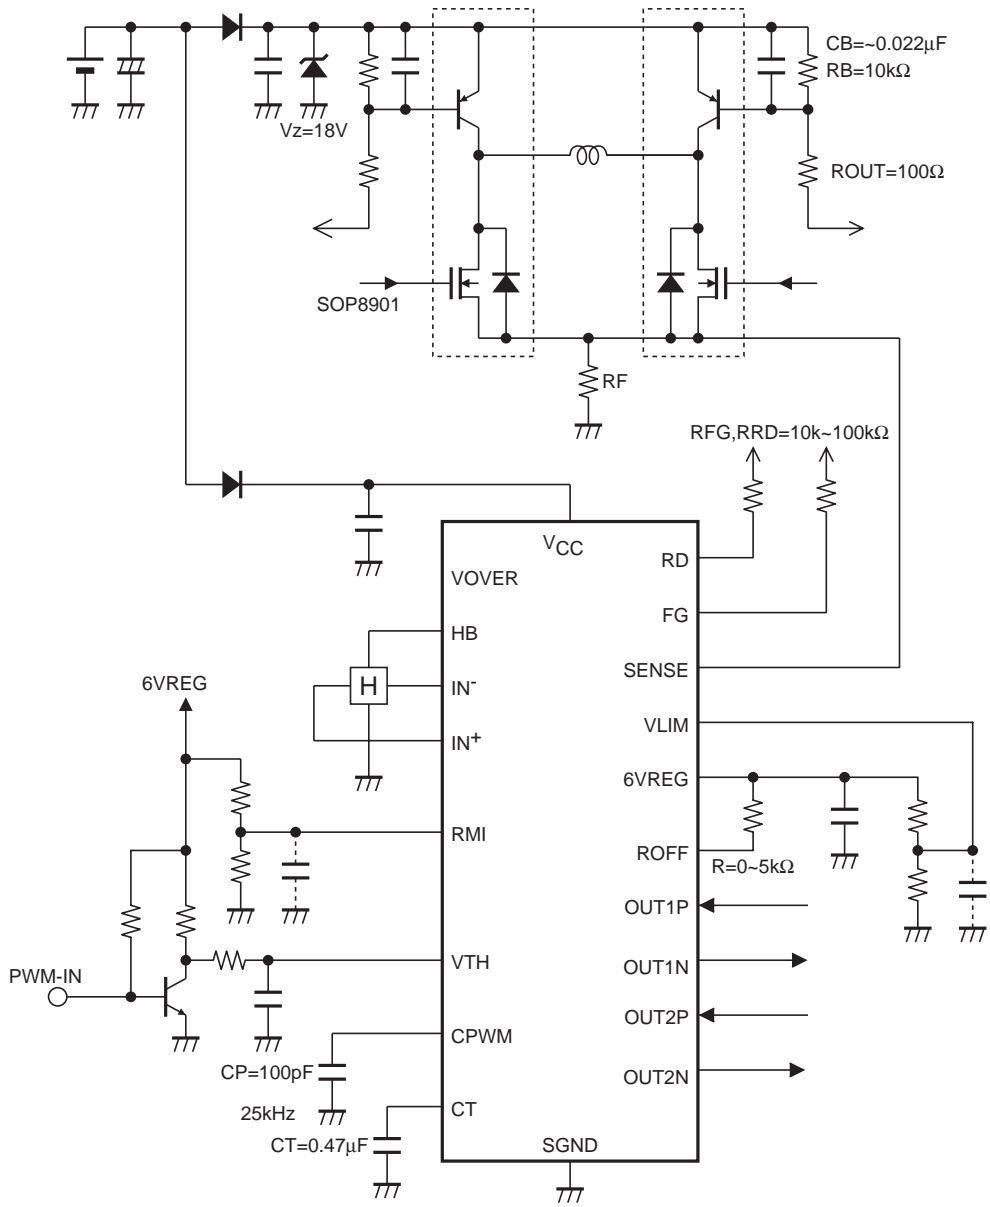 CB=~0.022μF
RB=10kΩ
Vz=18V
ROUT=100Ω
SOP8901
RF
RFG,RRD=10k~100kΩ
VCC
RD
VOVER
FG
HB
SENSE
H
IN-
6VREG
VLIM
IN+
6VREG
RMI
ROFF
R=0~5kΩ
OUT1P
VTH
OUT1N
PWM-IN
OUT2P
CPWM
CP=100pF
OUT2N
25kHz
CT
CT=0.47μF
SGND